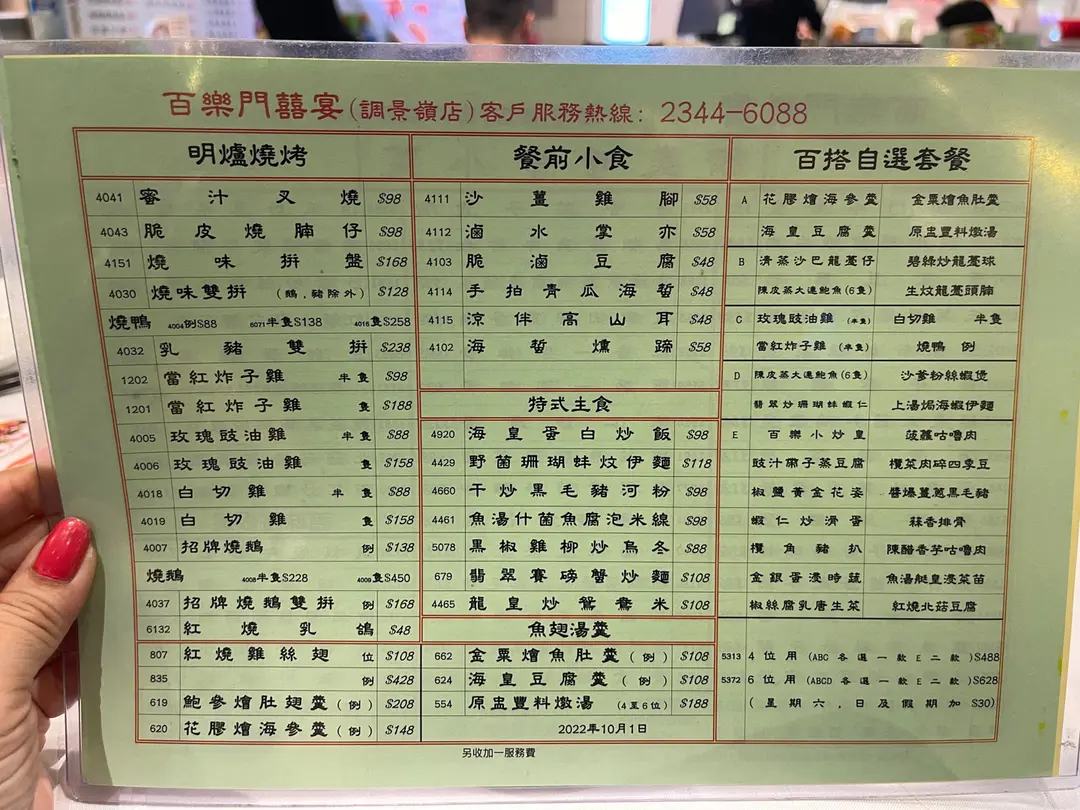 百樂門囍宴(調景嶺店)客戶服務熱線: 2344-6088
明爐燒烤
4041 蜜汁叉燒 $98
4043 脆皮燒腩仔 $98
4151 燒味拼盤 $168
4030 燒味雙拼 (鵝,豬除外) $128
燒鴨 4004例$88 6071半隻$138 4016隻$258
4032 乳豬雙拼 $238
1202 當紅炸子雞 半隻 $98
1201 當紅炸子雞 隻 $188
4005 玫瑰豉油雞 半隻 $88
4006 玫瑰豉油雞 隻 $158
4018 白切雞 半隻 $88
4019 白切雞 隻 $158
4007 招牌燒鵝 例 $138
燒鵝 4008半隻$228 4009隻$450
4037 招牌燒鵝雙拼 例 $168
6132 紅燒乳鴿 $48
807 紅燒雞絲翅 位 $108
835 例 $428
619 鮑參燴肚翅羹(例) $208
620 花膠燴海參羹(例) $148
餐前小食
4111 沙薑雞腳 $58
4112 滷水掌亦 $58
4103 脆滷豆腐 $48
4114 手拍青瓜海蜇 $48
4115 涼伴高山耳 $48
4102 海蜇燻蹄 $58
特式主食
4920 海皇蛋白炒飯 $98
4429 野菌珊瑚蚌炆伊麵 $118
4660 干炒黑毛豬河粉 $98
4461 魚湯什菌魚腐泡米線 $98
5078 黑椒雞柳炒烏冬 $88
679 翡翠賽磅蟹炒麵 $108
4465 龍皇炒鴛鴦米 $108
魚翅湯羹
662 金粟燴魚肚羹(例) $108
624 海皇豆腐羹(例) $108
554 原盅豐料燉湯 (4至6位) $188
2022年10月1日
百搭自選套餐
A 花膠燴海參羹 金粟燴魚肚羹
海皇豆腐羹 原盅豐料燉湯
B 清蒸沙巴龍躉仔 碧綠炒龍躉球
陳皮蒸大連鮑魚(6隻) 生炆龍躉頭腩
C 玫瑰豉油雞 (半隻) 白切雞 半隻
當紅炸子雞 (半隻) 燒鴨 例
D 陳皮蒸大連鮑魚(6隻) 沙爹粉絲蝦煲
翡翠炒珊瑚蚌蝦仁 上湯焗海蝦伊麵
E 百樂小炒皇 菠蘿咕嚕肉
豉汁帶子蒸豆腐 欖菜肉碎四季豆
椒鹽黃金花姿 醬爆薑蔥黑毛豬
蝦仁炒滑蛋 蒜香排骨
欖角豬扒 陳醋香芋咕嚕肉
金銀蛋浸時蔬 魚湯艇皇浸菜苗
椒絲腐乳唐生菜 紅燒北菇豆腐
5313 4位用 (ABC各選一款E二款)$488
5372 6位用 (ABCD各選一款E二款)$628
(星期六,日及假期加$30)
另收加一服務費